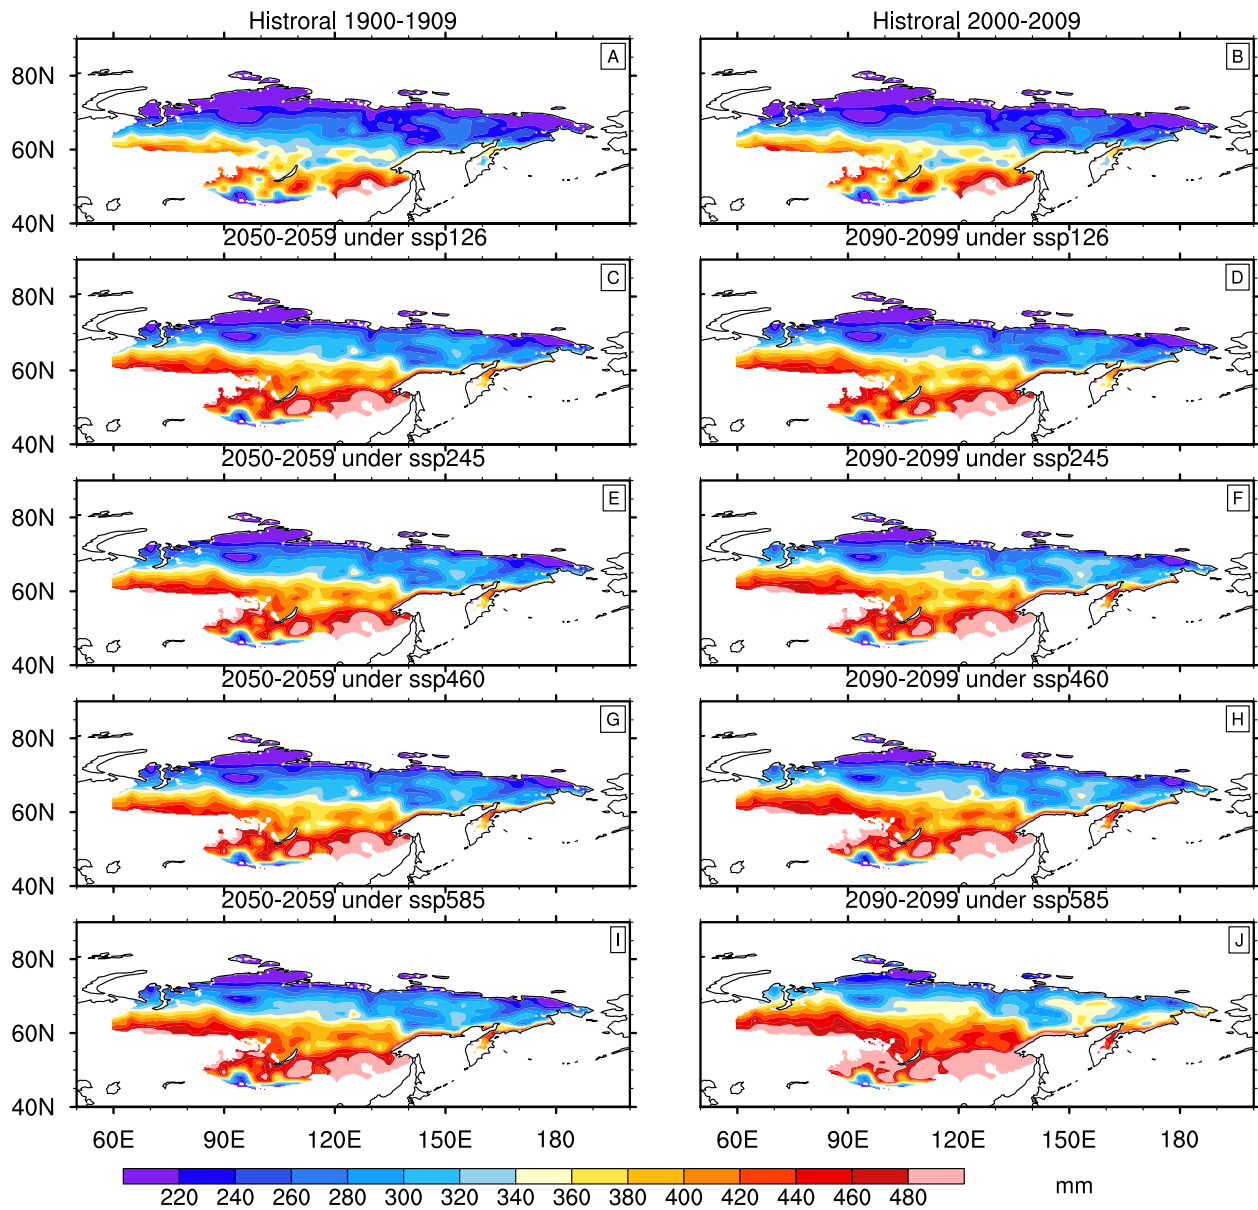 Histroral 1900-1909
Histroral 2000-2009
A
B
80N
60N
40N
2050-2059 under ssp126
2090-2099 under ssp126
C
D
80N
60N
40N
2050-2059 under ssp245
2090-2099 under ssp245
E
F
80N
60N
40N
2050-2059 under ssp460
2090-2099 under ssp460
G
H
80N
60N
40N
2050-2059 under ssp585
2090-2099 under ssp585
I
J
80N
60N
40N
60E 90E 120E 150E 180
60E 90E 120E 150E 180
220 240 260 280 300 320 340 360 380 400 420 440 460 480
mm